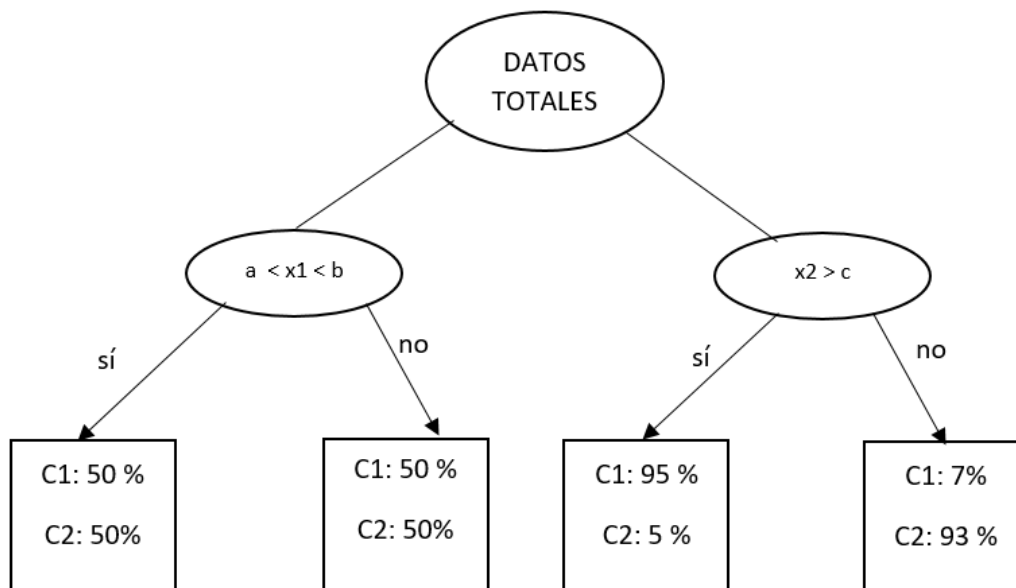 DATOS
TOTALES
a < x1 < b
x2 > c
sí
no
sí
no
C1: 50 %
C2: 50%
C1: 50 %
C2: 50%
C1: 95 %
C2: 5 %
C1: 7%
C2: 93 %